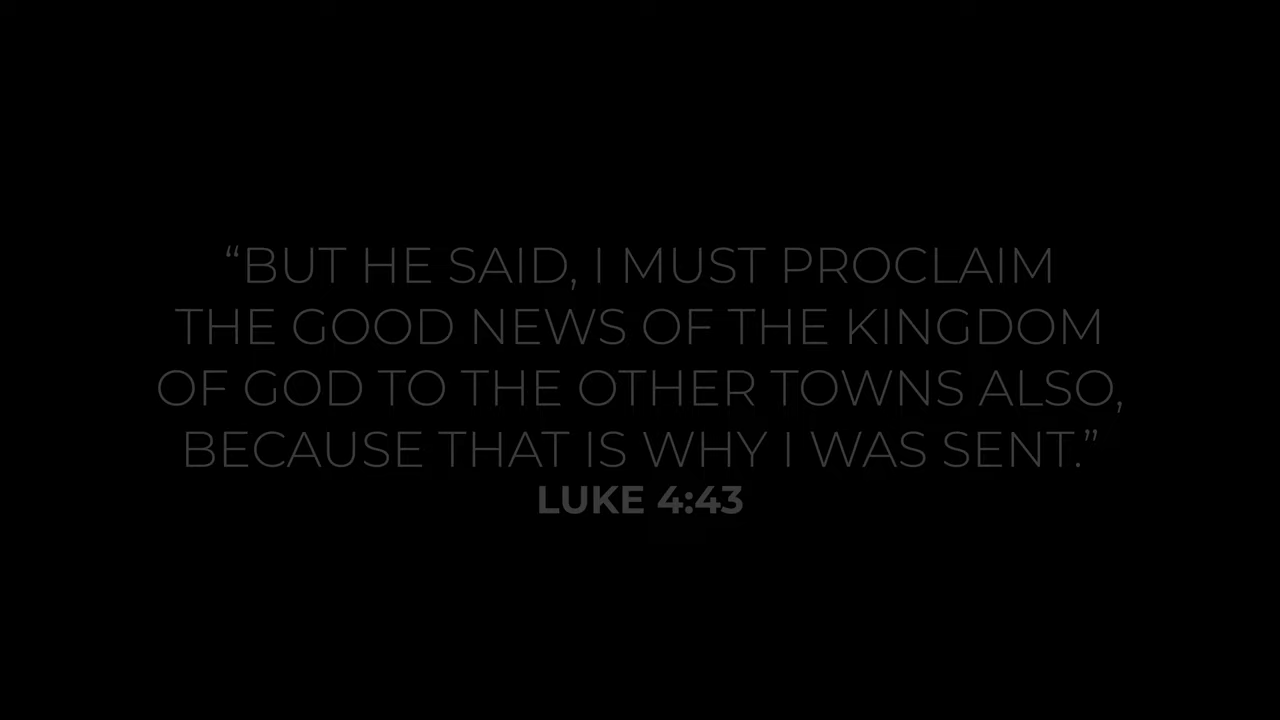 “BUT HE SAID, I MUST PROCLAIM
THE GOOD NEWS OF THE KINGDOM
OF GOD TO THE OTHER TOWNS ALSO,
BECAUSE THAT IS WHY I WAS SENT.”
LUKE 4:43